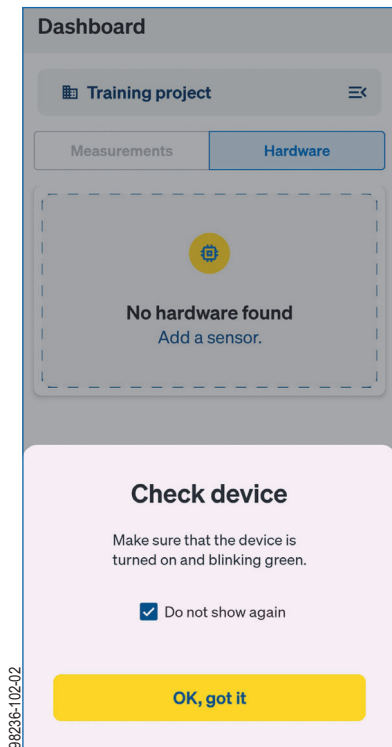 Dashboard
Training project
Measurements
Hardware
No hardware found
Add a sensor.
Check device
Make sure that the device is
turned on and blinking green.
Do not show again
OK, got it
98236-102-02